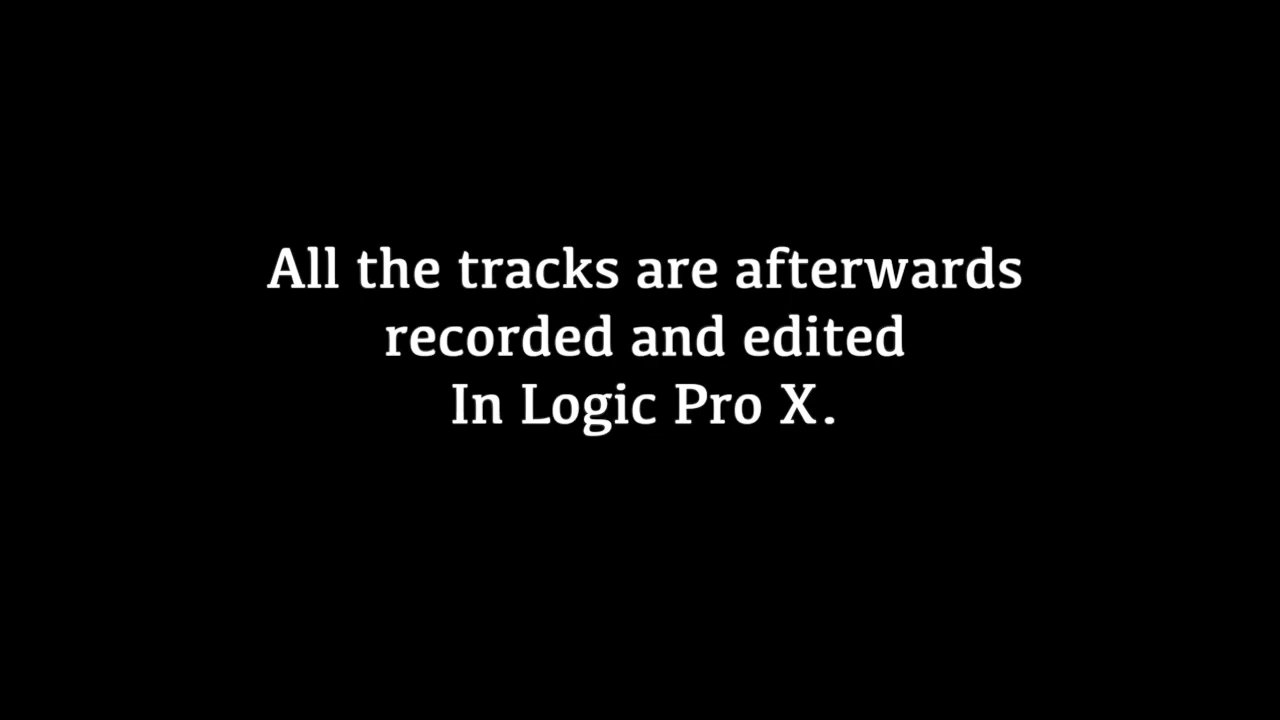 All the tracks are afterwards
recorded and edited
In Logic Pro X.